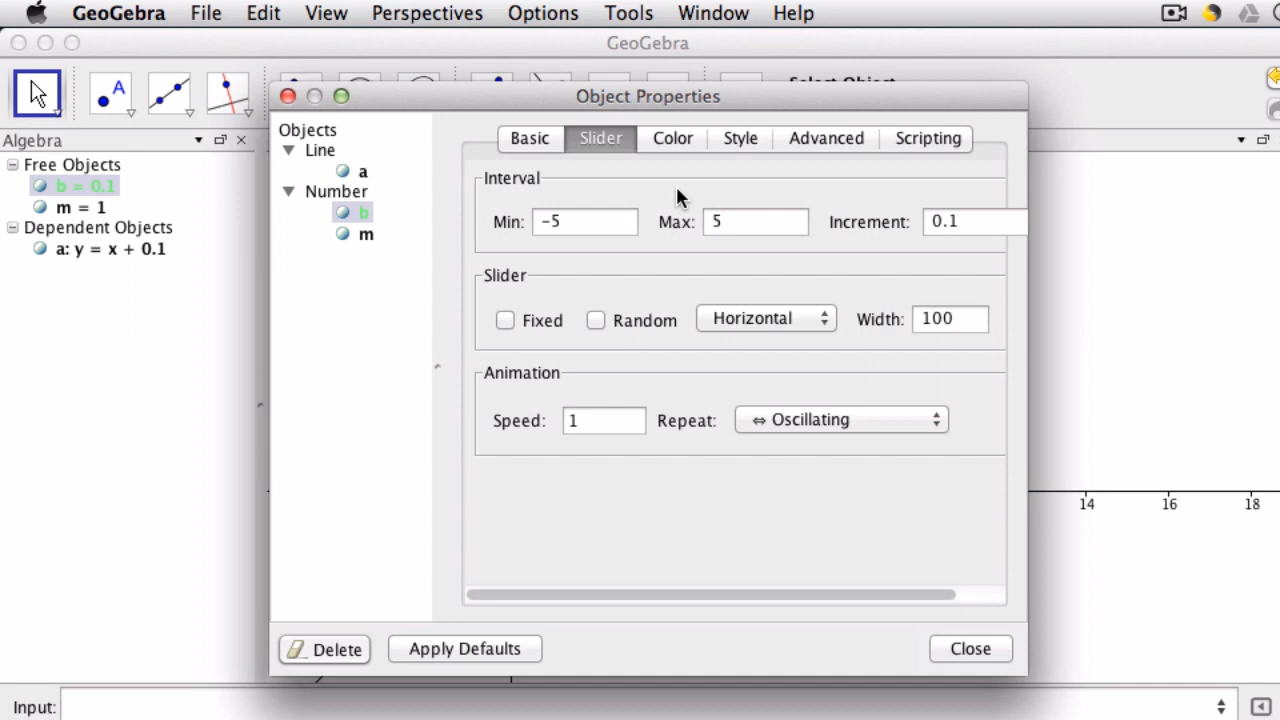 GeoGebra File Edit View Perspectives Options Tools Window Help
GeoGebra
A
Select Object
Object Properties
Algebra
Free Objects
b = 0.1
m = 1
Dependent Objects
a: y = x + 0.1
Objects
Line
a
Number
b
m
Basic Slider Color Style Advanced Scripting
Interval
Min: -5 Max: 5 Increment: 0.1
Slider
Fixed Random Horizontal Width: 100
Animation
Speed: 1 Repeat: ⇔ Oscillating
14 16 18
Delete Apply Defaults Close
Input: